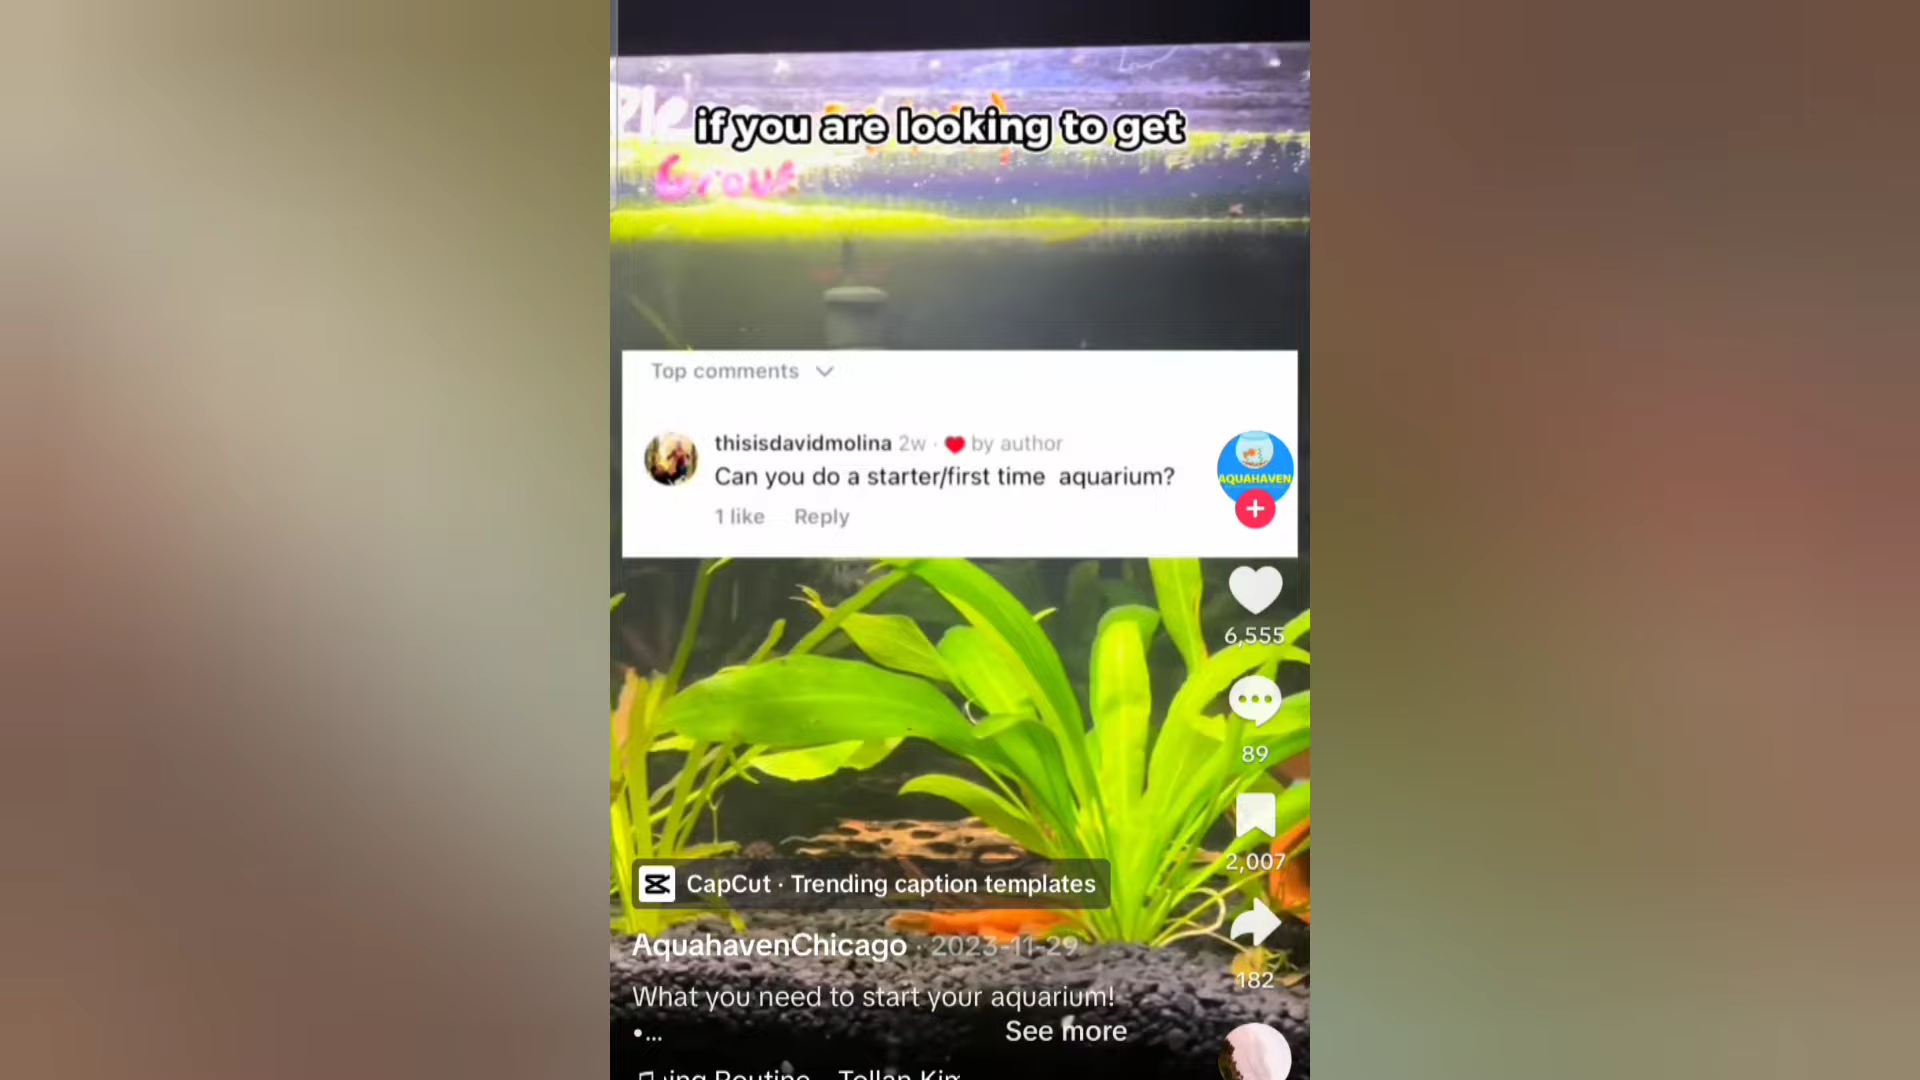 if you are looking to get
Group
Top comments
thisisdavidmolina 2w · by author
Can you do a starter/first time aquarium?
1 like Reply
AQUAHAVEN
6,555
89
2,007
CapCut · Trending caption templates
AquahavenChicago · 2023-11-29
182
What you need to start your aquarium!
•... See more